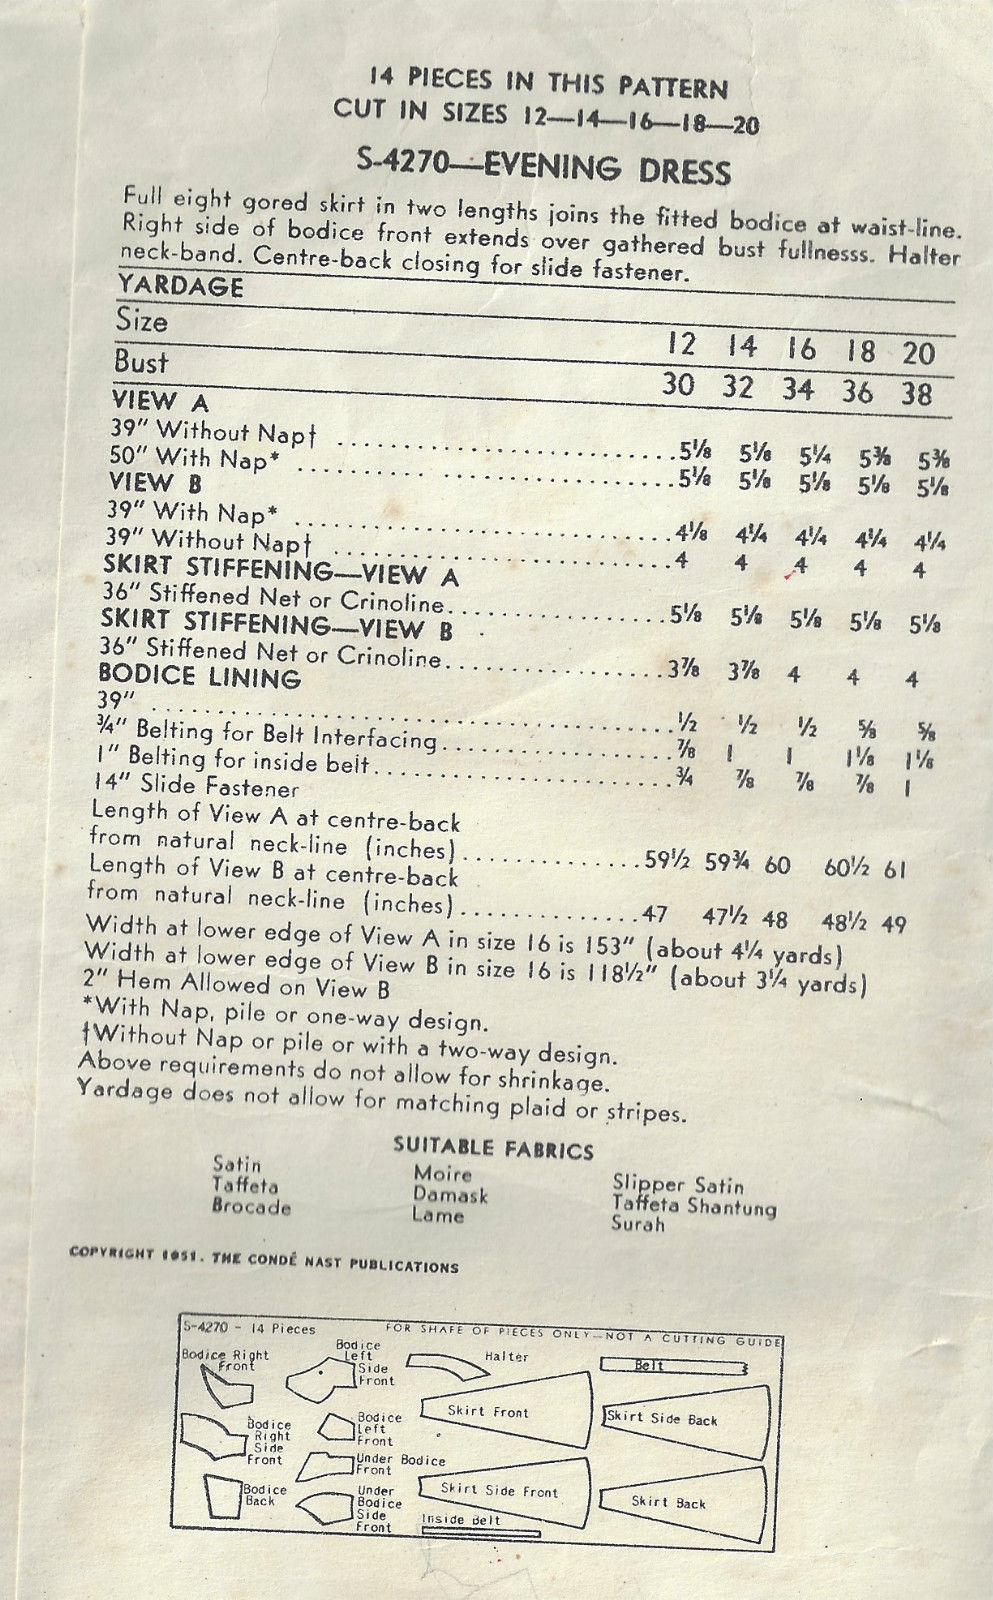 14 PIECES IN THIS PATTERN
CUT IN SIZES 12—14—16—18—20
S-4270—EVENING DRESS
Full eight gored skirt in two lengths joins the fitted bodice at waist-line.
Right side of bodice front extends over gathered bust fullnesss. Halter
neck-band. Centre-back closing for slide fastener.
YARDAGE
Size 12 14 16 18 20
Bust 30 32 34 36 38
VIEW A
39" Without Nap† ........................5⅛ 5⅛ 5¼ 5⅜ 5⅜
50" With Nap* ........................5⅛ 5⅛ 5⅛ 5⅛ 5⅛
VIEW B
39" With Nap* ........................4⅛ 4¼ 4¼ 4¼ 4¼
39" Without Nap† ........................4 4 4 4 4
SKIRT STIFFENING—VIEW A
36" Stiffened Net or Crinoline................5⅛ 5⅛ 5⅛ 5⅛ 5⅛
SKIRT STIFFENING—VIEW B
36" Stiffened Net or Crinoline................3⅞ 3⅞ 4 4 4
BODICE LINING
39" ........................½ ½ ½ ⅝ ⅝
¾" Belting for Belt Interfacing................⅞ 1 1 1⅛ 1⅛
1" Belting for inside belt................¾ ⅞ ⅞ ⅞ 1
14" Slide Fastener
Length of View A at centre-back
from natural neck-line (inches)............59½ 59¾ 60 60½ 61
Length of View B at centre-back
from natural neck-line (inches)............47 47½ 48 48½ 49
Width at lower edge of View A in size 16 is 153" (about 4¼ yards)
Width at lower edge of View B in size 16 is 118½" (about 3¼ yards)
2" Hem Allowed on View B
*With Nap, pile or one-way design.
†Without Nap or pile or with a two-way design.
Above requirements do not allow for shrinkage.
Yardage does not allow for matching plaid or stripes.
SUITABLE FABRICS
Satin Moire Slipper Satin
Taffeta Damask Taffeta Shantung
Brocade Lame Surah
COPYRIGHT 1951. THE CONDÉ NAST PUBLICATIONS
S-4270 - 14 Pieces FOR SHAPE OF PIECES ONLY—NOT A CUTTING GUIDE
Bodice Right
Front
Bodice
Left
Side
Front
Halter
Belt
Skirt Front
Skirt Side Back
Bodice
Right
Side
Front
Bodice
Left
Front
Under Bodice
Front
Bodice
Back
Under
Bodice
Side
Front
Skirt Side Front
Skirt Back
Inside Belt